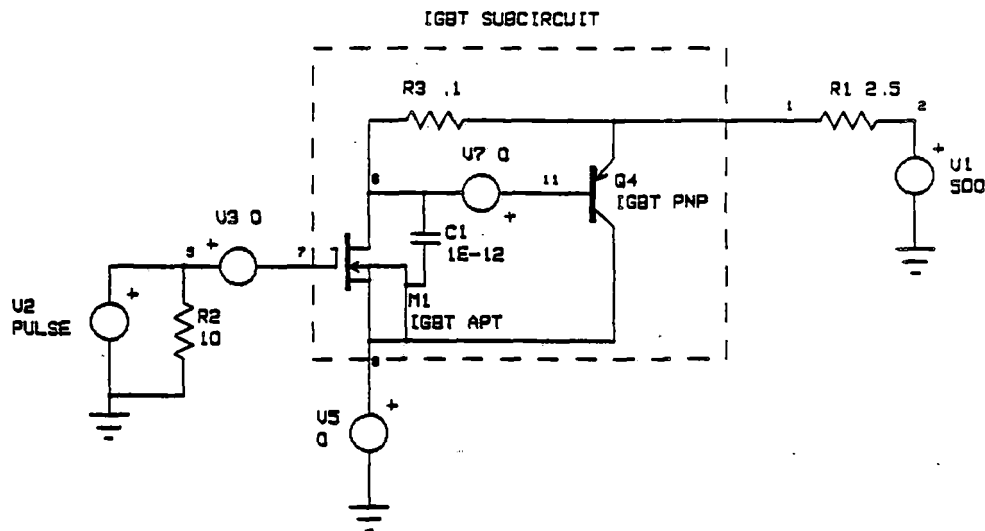 IGBT SUBCIRCUIT
R3 .1
R1 2.5
1
2
V7 0
6
11
+
V1
500
Q4
IGBT PNP
V3 0
+
5
7
C1
1E-12
+
+
V2
PULSE
R2
10
M1
IGBT APT
8
V5
0
+